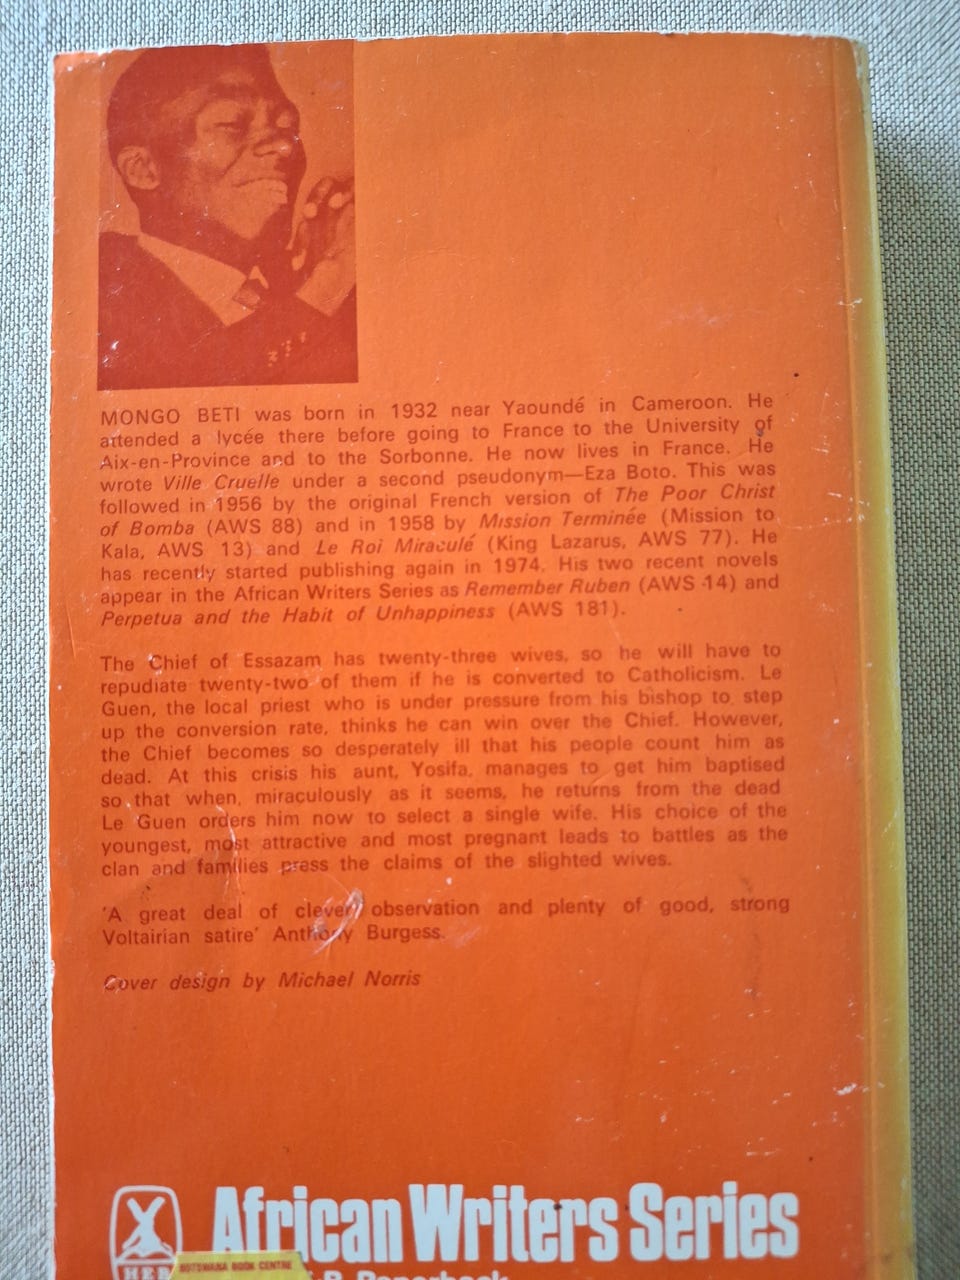 MONGO BETI was born in 1932 near Yaoundé in Cameroon. He
attended a lycée there before going to France to the University of
Aix-en-Province and to the Sorbonne. He now lives in France. He
wrote Ville Cruelle under a second pseudonym—Eza Boto. This was
followed in 1956 by the original French version of The Poor Christ
of Bomba (AWS 88) and in 1958 by Mission Terminée (Mission to
Kala, AWS 13) and Le Roi Miraculé (King Lazarus, AWS 77). He
has recently started publishing again in 1974. His two recent novels
appear in the African Writers Series as Remember Ruben (AWS 14) and
Perpetua and the Habit of Unhappiness (AWS 181).
The Chief of Essazam has twenty-three wives, so he will have to
repudiate twenty-two of them if he is converted to Catholicism. Le
Guen, the local priest who is under pressure from his bishop to step
up the conversion rate, thinks he can win over the Chief. However,
the Chief becomes so desperately ill that his people count him as
dead. At this crisis his aunt, Yosifa, manages to get him baptised
so that when, miraculously as it seems, he returns from the dead
Le Guen orders him now to select a single wife. His choice of the
youngest, most attractive and most pregnant leads to battles as the
clan and families press the claims of the slighted wives.
'A great deal of clever observation and plenty of good, strong
Voltairian satire' Anthony Burgess.
Cover design by Michael Norris
African Writers Series
HEB
BOTSWANA BOOK CENTRE
Paperback